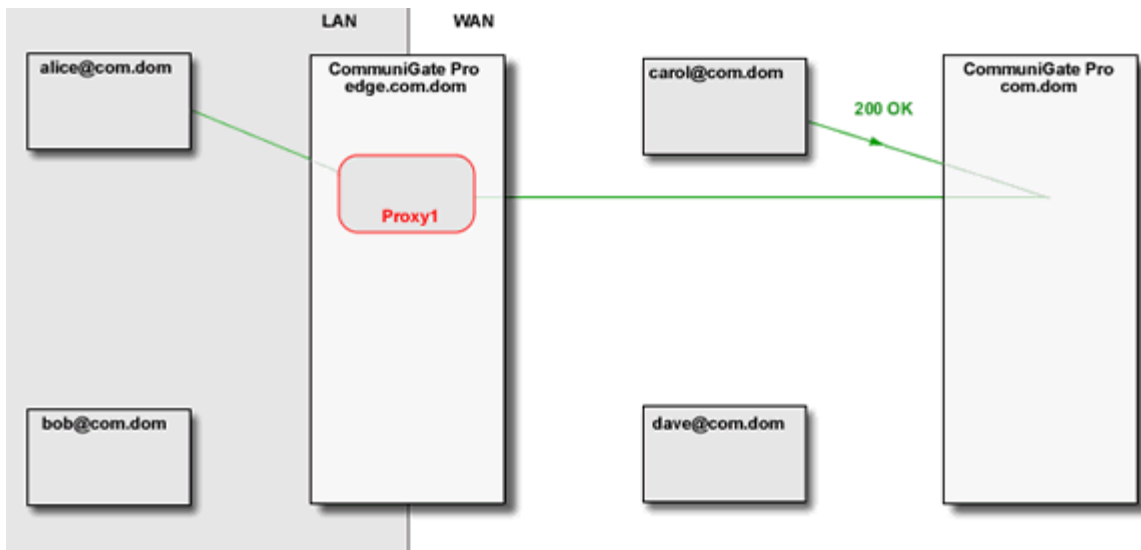 LAN
WAN
alice@com.dom
CommuniGate Pro
edge.com.dom
carol@com.dom
CommuniGate Pro
com.dom
200 OK
Proxy1
bob@com.dom
dave@com.dom